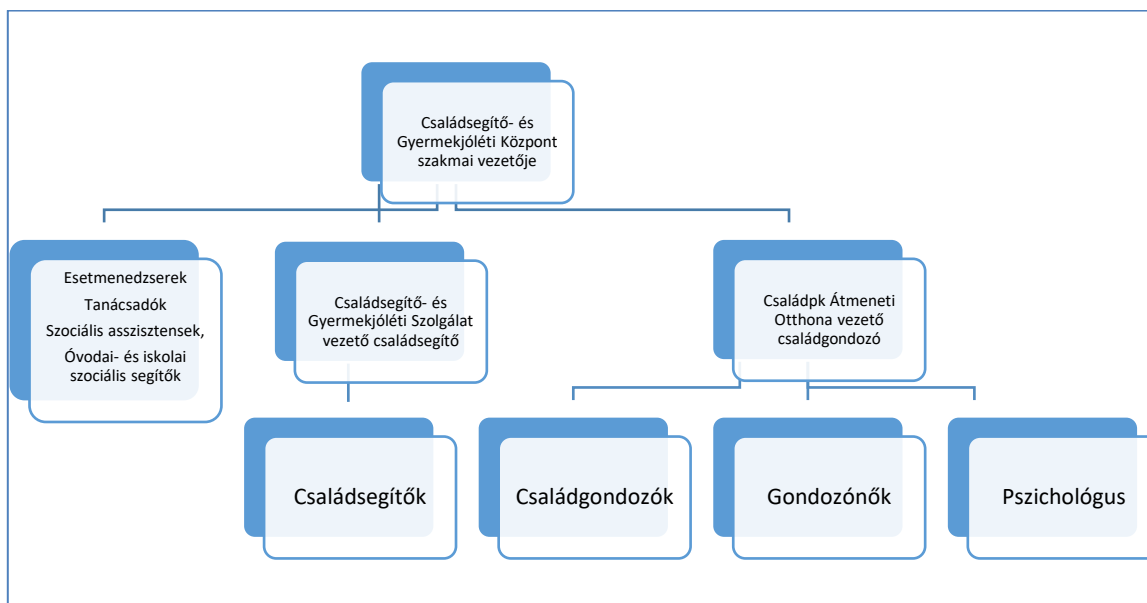 Családsegítő- és
Gyermekjóléti Központ
szakmai vezetője
Esetmenedzserek
Tanácsadók
Szociális asszisztensek,
Óvodai- és iskolai
szociális segítők
Családsegítő- és
Gyermekjóléti Szolgálat
vezető családsegítő
Családpk Átmeneti
Otthona vezető
családgondozó
Családsegítők
Családgondozók
Gondozónők
Pszichológus